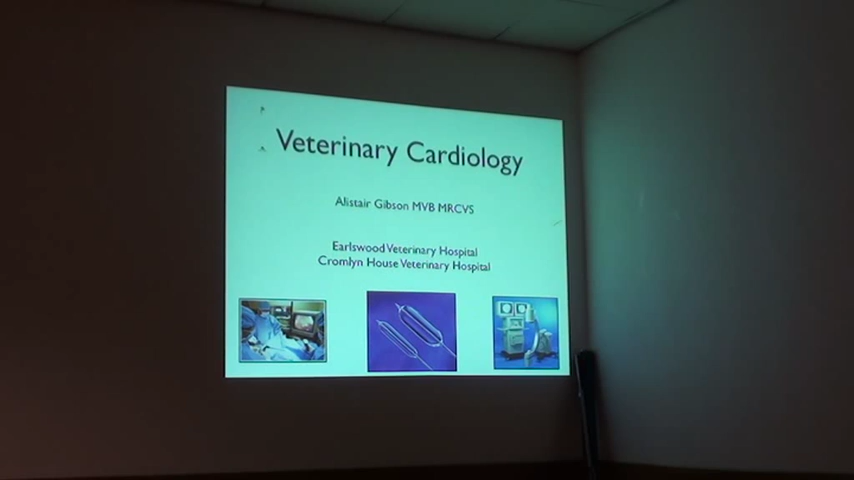 Veterinary Cardiology
Alistair Gibson MVB MRCVS
Earlswood Veterinary Hospital
Cromlyn House Veterinary Hospital